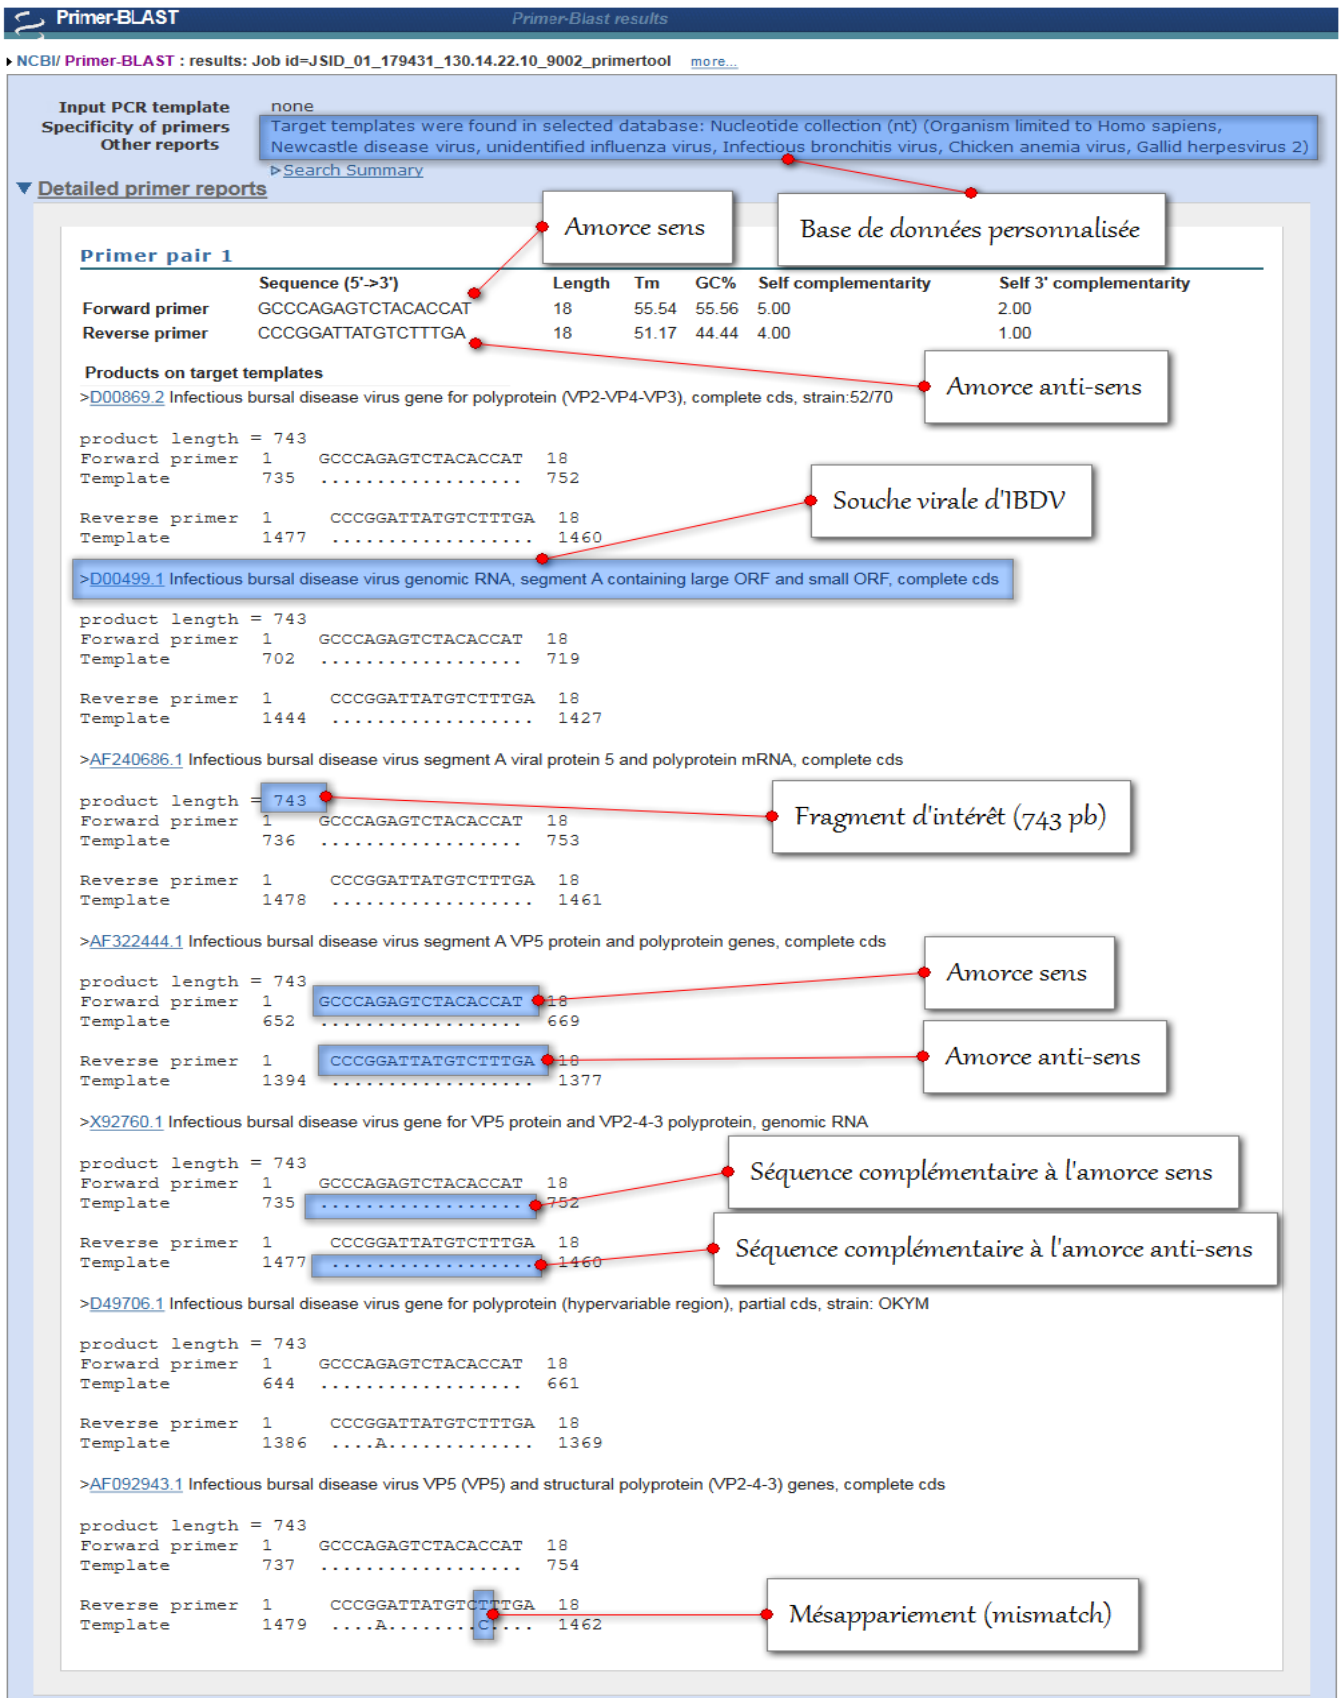 Primer-BLAST Primer-Blast results
NCBI/ Primer-BLAST : results: Job id=JSID_01_179431_130.14.22.10_9002_primertool more...
Input PCR template none
Specificity of primers Target templates were found in selected database: Nucleotide collection (nt) (Organism limited to Homo sapiens,
Other reports Newcastle disease virus, unidentified influenza virus, Infectious bronchitis virus, Chicken anemia virus, Gallid herpesvirus 2)
Search Summary
Detailed primer reports
Amorce sens
Base de données personnalisée
Primer pair 1
Sequence (5'->3') Length Tm GC% Self complementarity Self 3' complementarity
Forward primer GCCCAGAGTCTACACCAT 18 55.54 55.56 5.00 2.00
Reverse primer CCCGGATTATGTCTTTGA 18 51.17 44.44 4.00 1.00
Amorce anti-sens
Products on target templates
>D00869.2 Infectious bursal disease virus gene for polyprotein (VP2-VP4-VP3), complete cds, strain:52/70
product length = 743
Forward primer 1 GCCCAGAGTCTACACCAT 18
Template 735 .................. 752
Souche virale d'IBDV
Reverse primer 1 CCCGGATTATGTCTTTGA 18
Template 1477 .................. 1460
>D00499.1 Infectious bursal disease virus genomic RNA, segment A containing large ORF and small ORF, complete cds
product length = 743
Forward primer 1 GCCCAGAGTCTACACCAT 18
Template 702 .................. 719
Reverse primer 1 CCCGGATTATGTCTTTGA 18
Template 1444 .................. 1427
>AF240686.1 Infectious bursal disease virus segment A viral protein 5 and polyprotein mRNA, complete cds
product length = 743
Fragment d'intérêt (743 pb)
Forward primer 1 GCCCAGAGTCTACACCAT 18
Template 736 .................. 753
Reverse primer 1 CCCGGATTATGTCTTTGA 18
Template 1478 .................. 1461
>AF322444.1 Infectious bursal disease virus segment A VP5 protein and polyprotein genes, complete cds
Amorce sens
product length = 743
Forward primer 1 GCCCAGAGTCTACACCAT 18
Template 652 .................. 669
Amorce anti-sens
Reverse primer 1 CCCGGATTATGTCTTTGA 18
Template 1394 .................. 1377
>X92760.1 Infectious bursal disease virus gene for VP5 protein and VP2-4-3 polyprotein, genomic RNA
product length = 743
Séquence complémentaire à l'amorce sens
Forward primer 1 GCCCAGAGTCTACACCAT 18
Template 735 .................. 752
Reverse primer 1 CCCGGATTATGTCTTTGA 18
Séquence complémentaire à l'amorce anti-sens
Template 1477 .................. 1460
>D49706.1 Infectious bursal disease virus gene for polyprotein (hypervariable region), partial cds, strain: OKYM
product length = 743
Forward primer 1 GCCCAGAGTCTACACCAT 18
Template 644 .................. 661
Reverse primer 1 CCCGGATTATGTCTTTGA 18
Template 1386 ....A............. 1369
>AF092943.1 Infectious bursal disease virus VP5 (VP5) and structural polyprotein (VP2-4-3) genes, complete cds
product length = 743
Forward primer 1 GCCCAGAGTCTACACCAT 18
Template 737 .................. 754
Reverse primer 1 CCCGGATTATGTCTTTGA 18
Mésappariement (mismatch)
Template 1479 ....A........C.... 1462